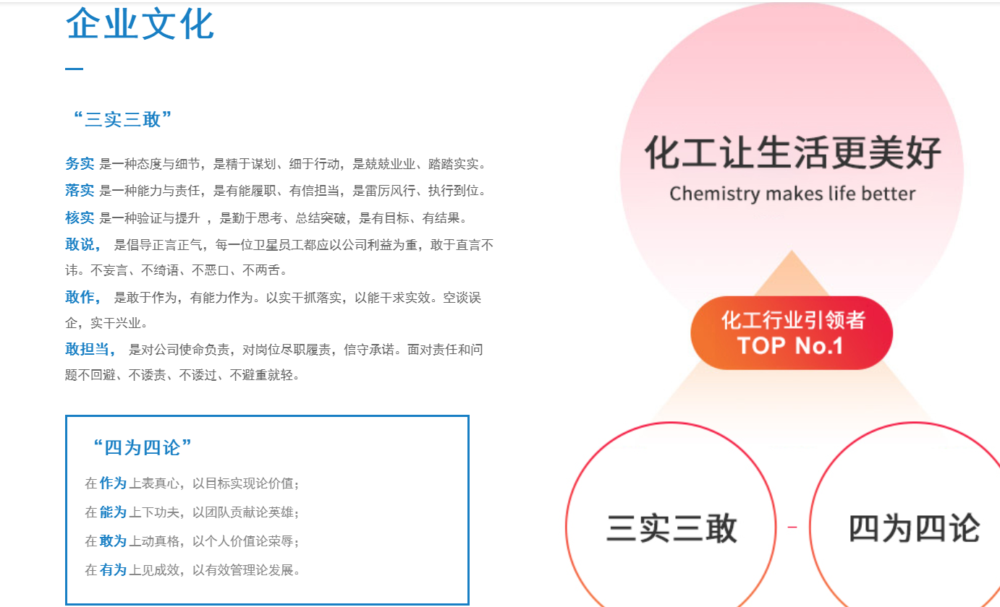 企业文化
“三实三敢”
务实 是一种态度与细节，是精于谋划、细于行动，是兢兢业业、踏踏实实。
落实 是一种能力与责任，是有能履职、有信担当，是雷厉风行、执行到位。
核实 是一种验证与提升 ，是勤于思考、总结突破，是有目标、有结果。
敢说， 是倡导正言正气，每一位卫星员工都应以公司利益为重，敢于直言不
讳。不妄言、不绮语、不恶口、不两舌。
敢作， 是敢于作为，有能力作为。以实干抓落实，以能干求实效。空谈误
企，实干兴业。
敢担当， 是对公司使命负责，对岗位尽职履责，信守承诺。面对责任和问
题不回避、不诿责、不诿过、不避重就轻。
“四为四论”
在作为上表真心，以目标实现论价值；
在能为上下功夫，以团队贡献论英雄；
在敢为上动真格，以个人价值论荣辱；
在有为上见成效，以有效管理论发展。
化工让生活更美好
Chemistry makes life better
化工行业引领者
TOP No.1
三实三敢
四为四论